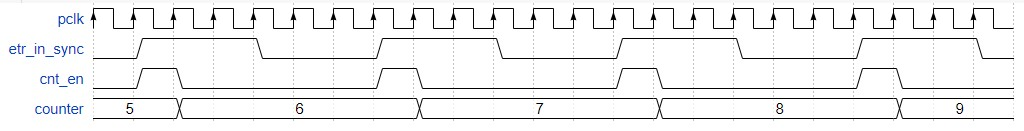 pclk
etr_in_sync
cnt_en
counter 5 6 7 8 9